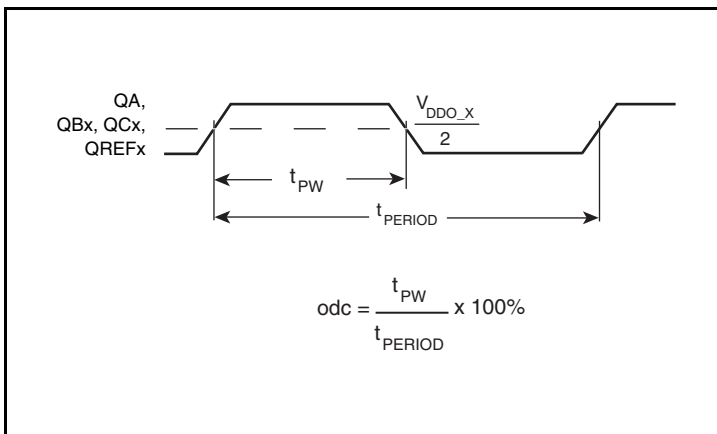 QA,
QBx, QCx,
QREFx
V_DDO_X
2
t_PW
t_PERIOD
odc = t_PW / t_PERIOD x 100%